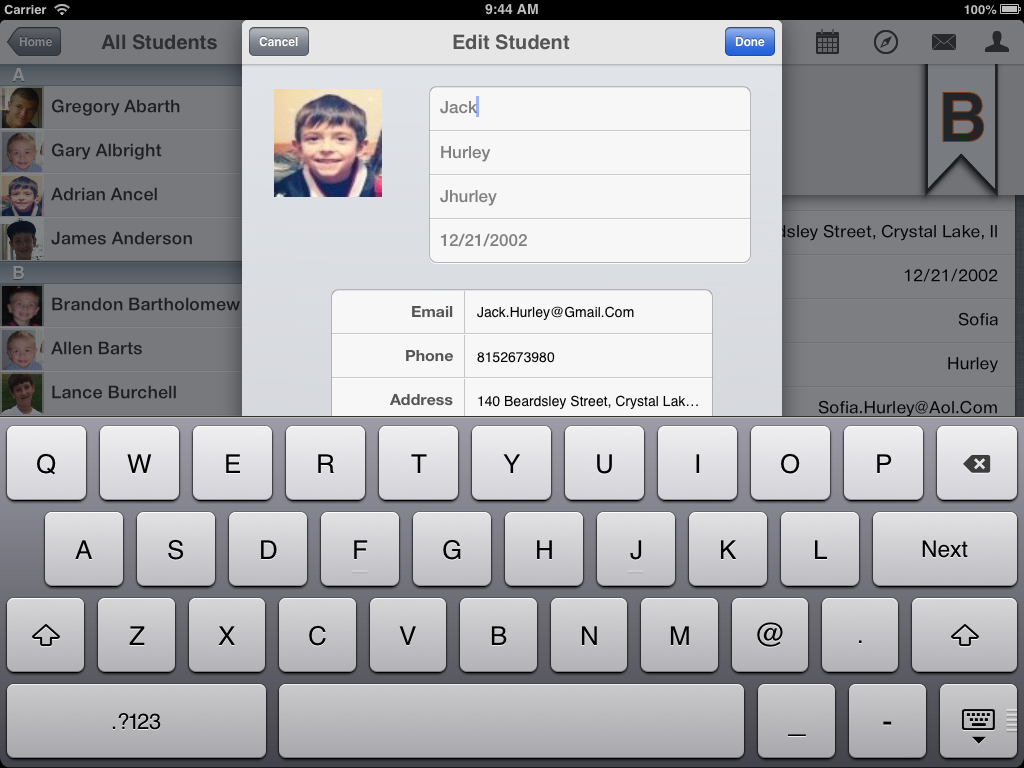 Carrier 9:44 AM 100%
Home All Students Cancel Edit Student Done
A
Gregory Abarth
Gary Albright
Adrian Ancel
James Anderson
B
Brandon Bartholomew
Allen Barts
Lance Burchell
Jack
Hurley
Jhurley
12/21/2002
Email Jack.Hurley@Gmail.Com
Phone 8152673980
Address 140 Beardsley Street, Crystal Lak...
B
dsley Street, Crystal Lake, Il
12/21/2002
Sofia
Hurley
Sofia.Hurley@Aol.Com
Q W E R T Y U I O P
A S D F G H J K L Next
Z X C V B N M @ .
.?123 _ -